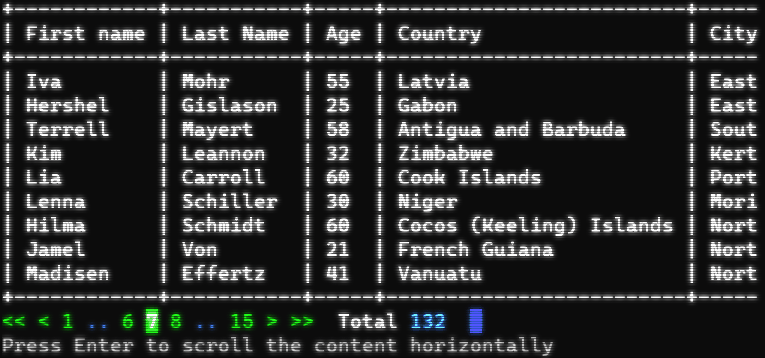 First name | Last Name | Age | Country | City
Iva | Mohr | 55 | Latvia | East
Hershel | Gislason | 25 | Gabon | East
Terrell | Mayert | 58 | Antigua and Barbuda | Sout
Kim | Leannon | 32 | Zimbabwe | Kert
Lia | Carroll | 60 | Cook Islands | Port
Lenna | Schiller | 30 | Niger | Mori
Hilma | Schmidt | 60 | Cocos (Keeling) Islands | Nort
Jamel | Von | 21 | French Guiana | Nort
Madisen | Effertz | 41 | Vanuatu | Nort
<< < 1 .. 6 7 8 .. 15 > >> Total 132
Press Enter to scroll the content horizontally